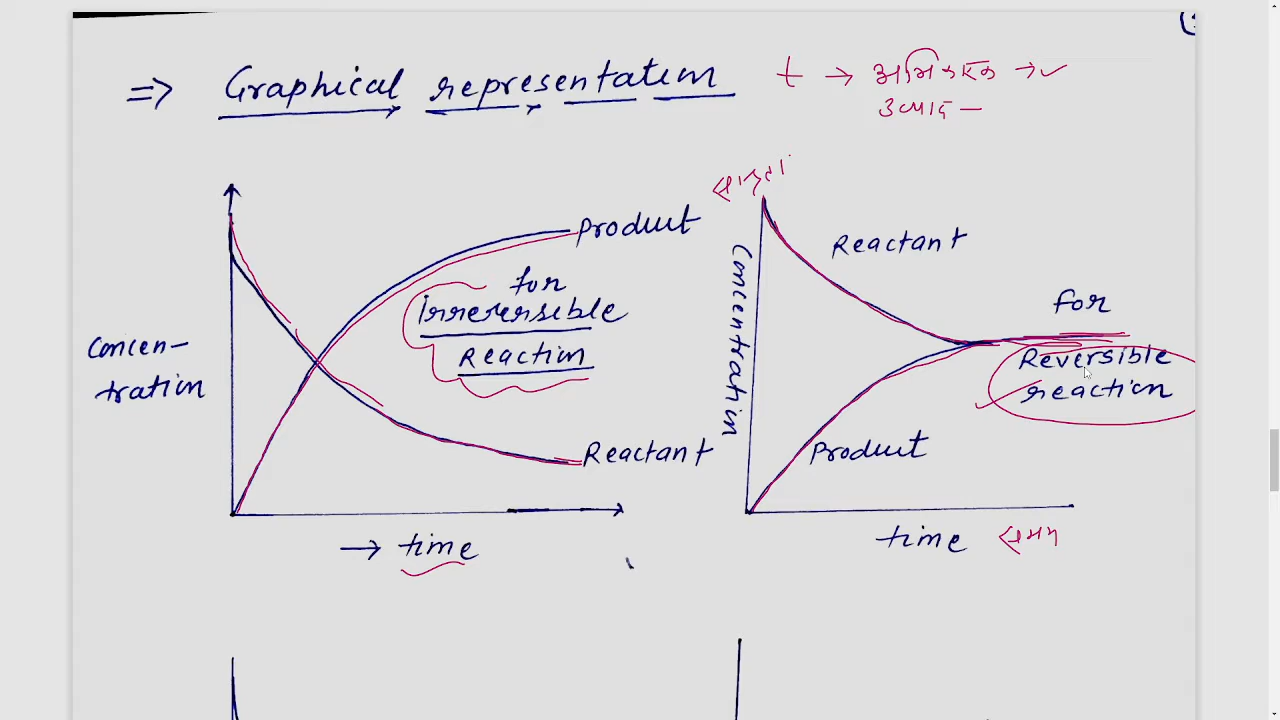 => Graphical representation
t → अभिकारक →✓
उत्पाद –
Product
for
Irreversible
Reaction
Concen-
tration
Reactant
→ time
सान्द्रता
Concentration
Reactant
for
Reversible
reaction
Product
time समय